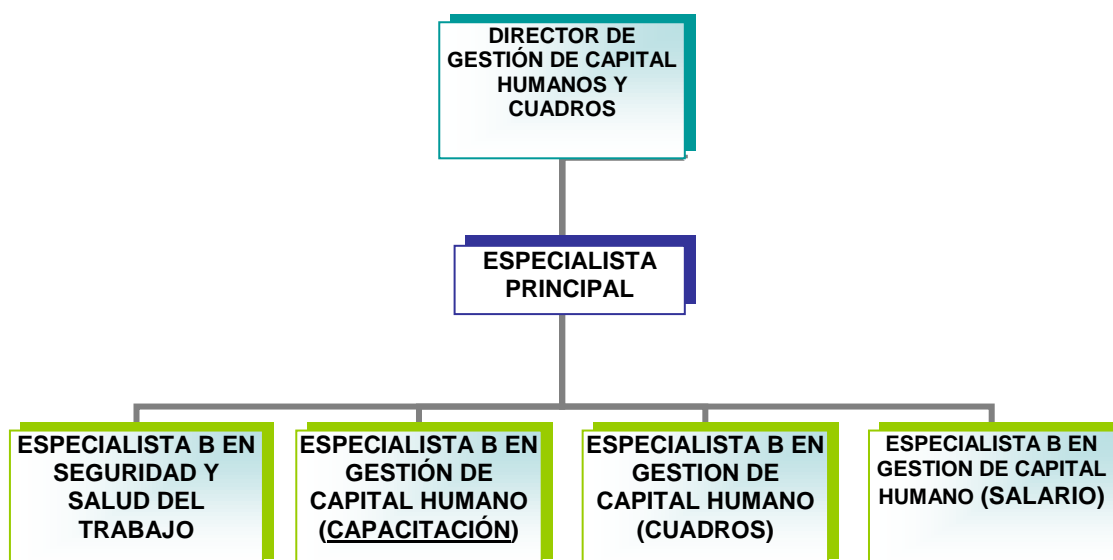 DIRECTOR DE
GESTIÓN DE CAPITAL
HUMANOS Y
CUADROS
ESPECIALISTA
PRINCIPAL
ESPECIALISTA B EN
SEGURIDAD Y
SALUD DEL
TRABAJO
ESPECIALISTA B EN
GESTIÓN DE
CAPITAL HUMANO
(CAPACITACIÓN)
ESPECIALISTA B EN
GESTION DE
CAPITAL HUMANO
(CUADROS)
ESPECIALISTA B EN
GESTION DE CAPITAL
HUMANO (SALARIO)